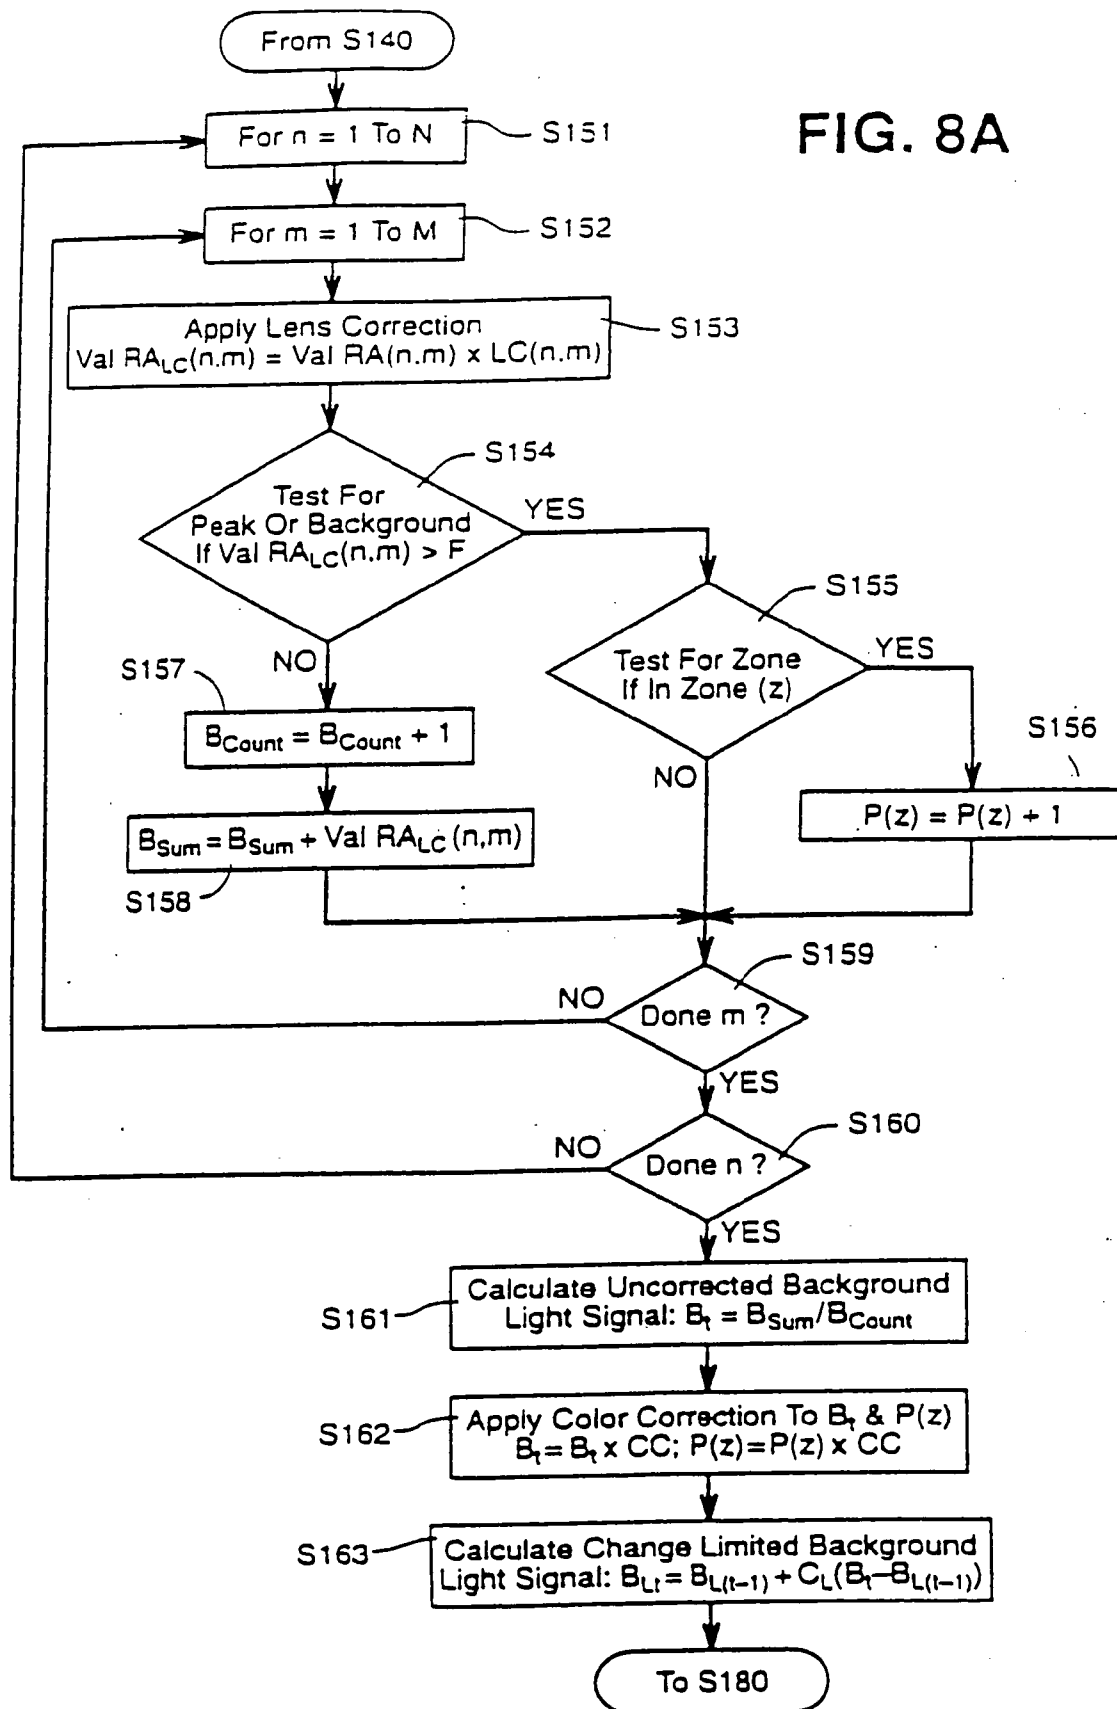 From S140
FIG. 8A
For n = 1 To N
S151
For m = 1 To M
S152
Apply Lens Correction
Val RA_LC(n.m) = Val RA(n.m) x LC(n.m)
S153
S154
Test For
Peak Or Background
If Val RA_LC(n.m) > F
YES
NO
S155
Test For Zone
If In Zone (z)
YES
NO
S156
P(z) = P(z) + 1
S157
B_Count = B_Count + 1
B_Sum = B_Sum + Val RA_LC(n,m)
S158
S159
Done m ?
NO
YES
S160
Done n ?
NO
YES
S161
Calculate Uncorrected Background
Light Signal: B_t = B_Sum/B_Count
S162
Apply Color Correction To B_t & P(z)
B_t = B_t x CC; P(z)=P(z) x CC
S163
Calculate Change Limited Background
Light Signal: B_Lt = B_L(t-1) + C_L(B_t-B_L(t-1))
To S180